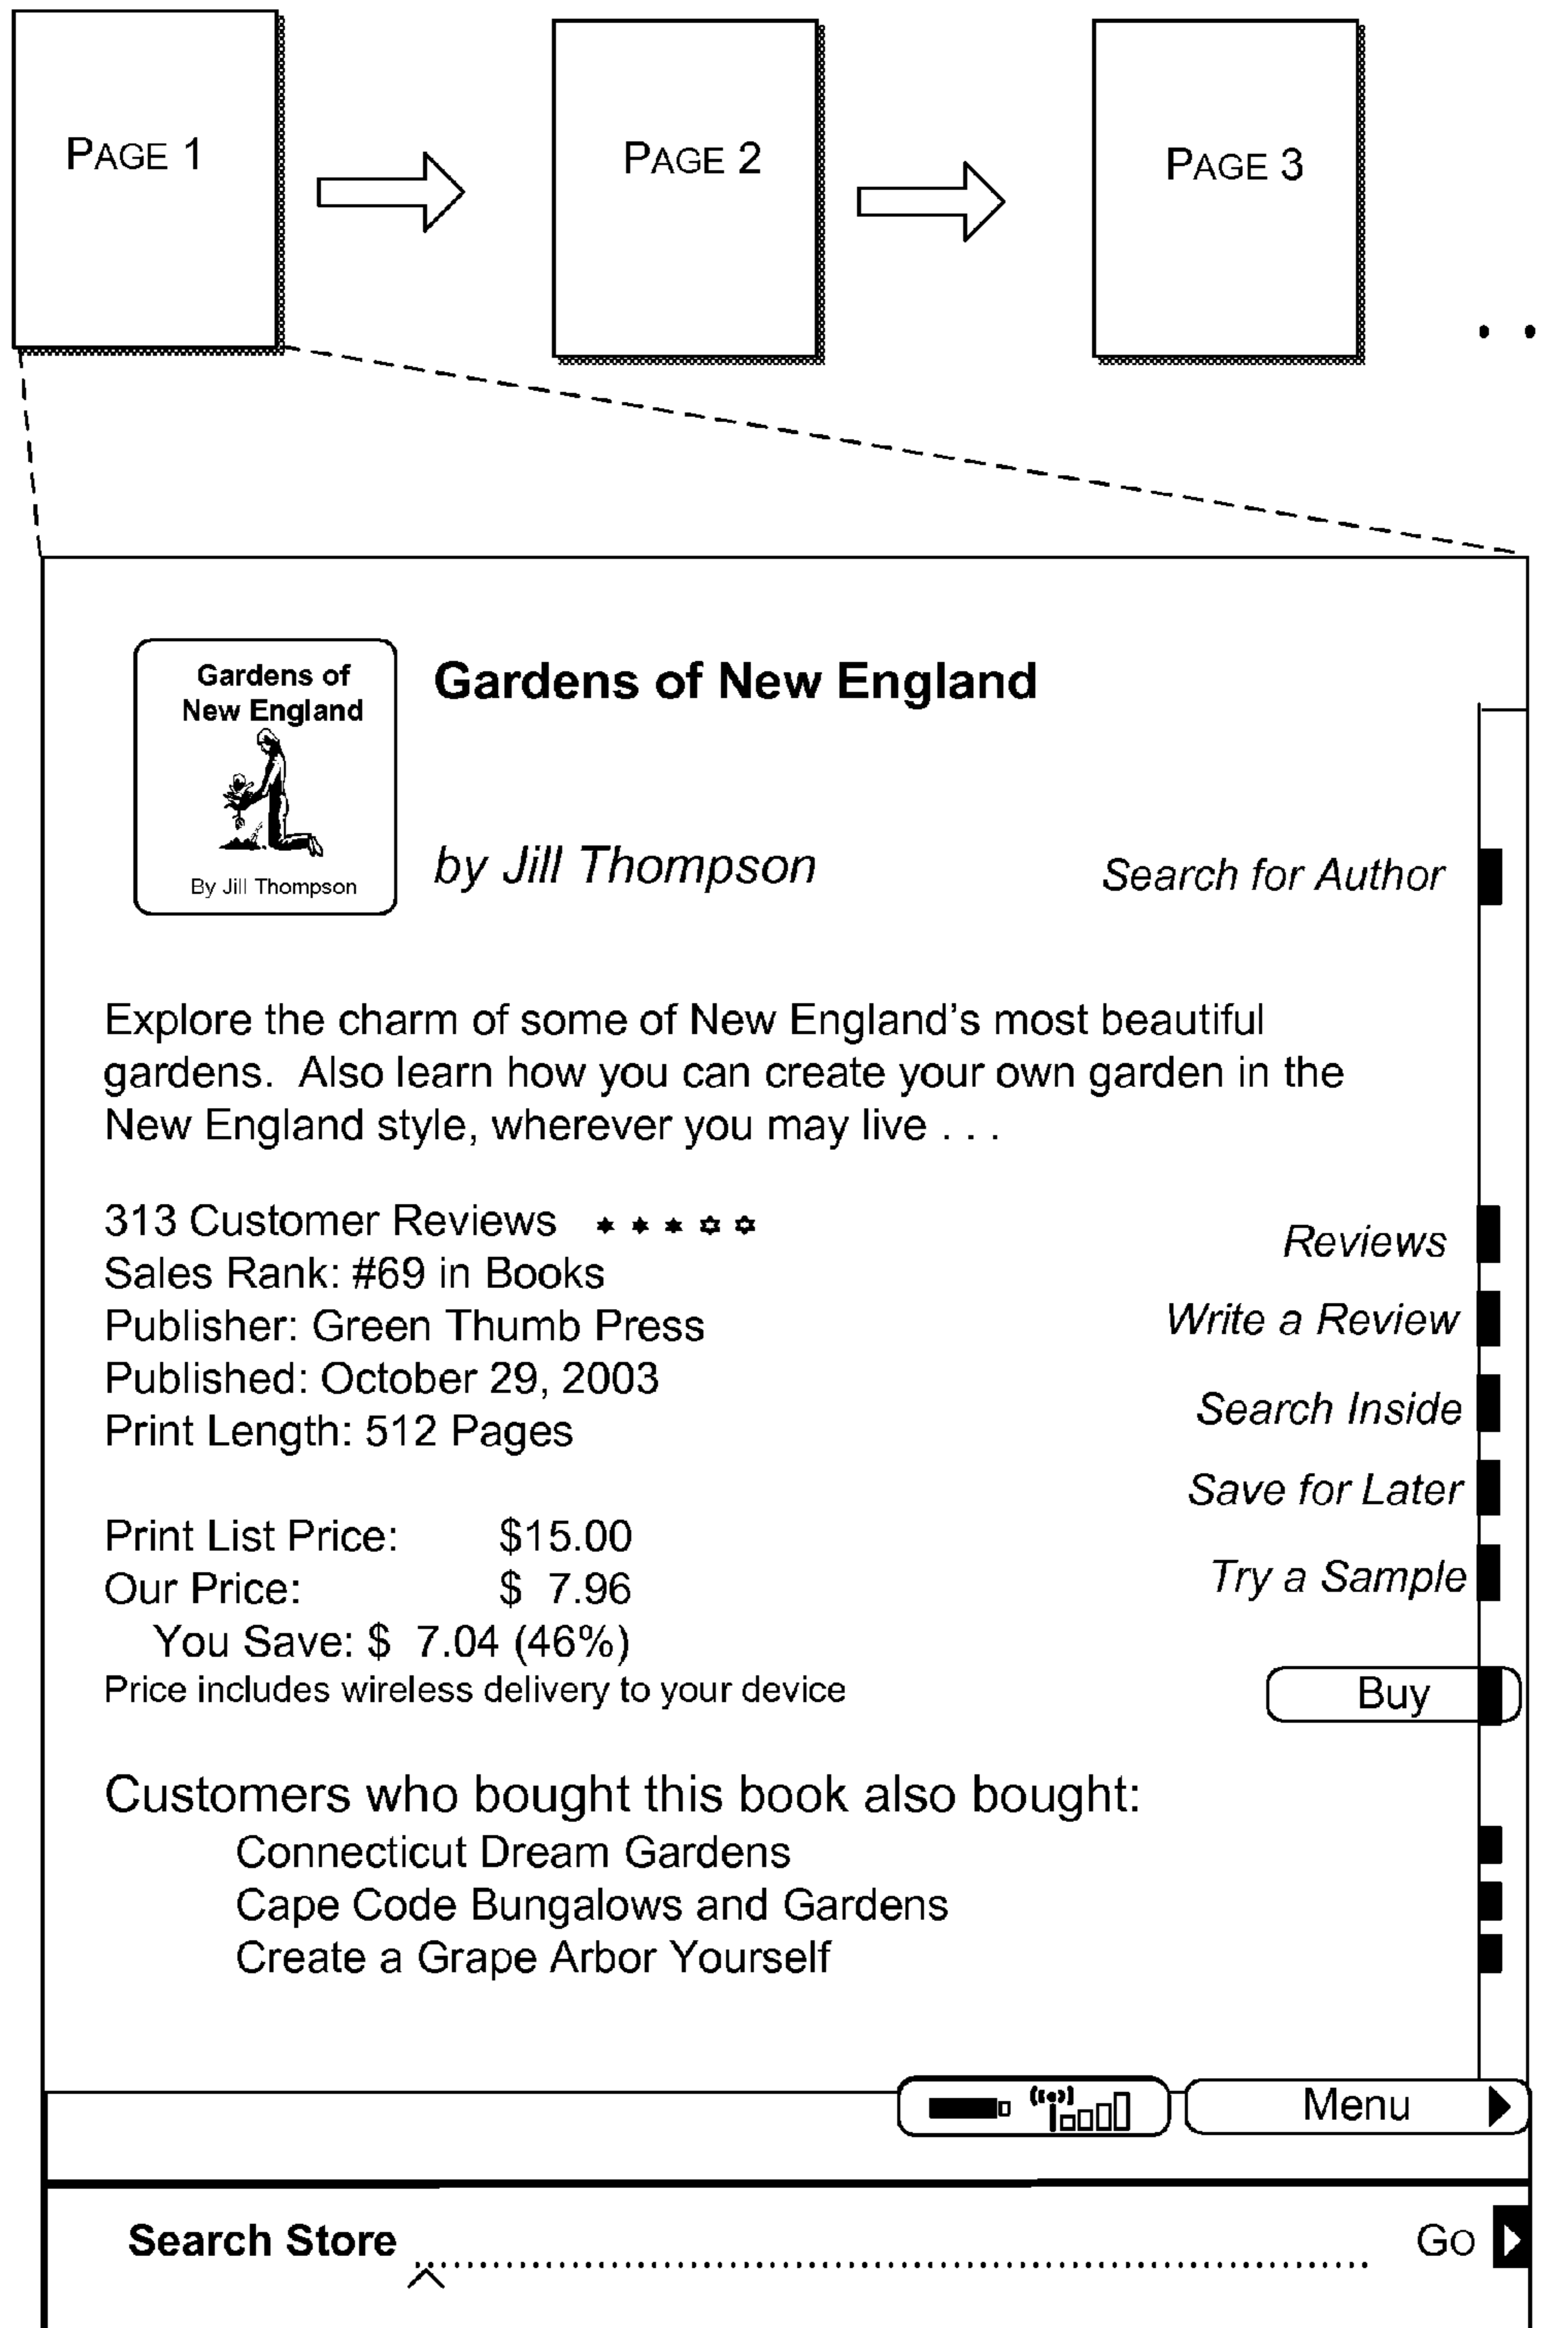 PAGE 1
PAGE 2
PAGE 3
. .
Gardens of
New England
By Jill Thompson
Gardens of New England
by Jill Thompson
Search for Author
Explore the charm of some of New England's most beautiful
gardens.  Also learn how you can create your own garden in the
New England style, wherever you may live . . .
313 Customer Reviews
Reviews
Sales Rank: #69 in Books
Publisher: Green Thumb Press
Write a Review
Published: October 29, 2003
Search Inside
Print Length: 512 Pages
Save for Later
Print List Price: $15.00
Our Price: $ 7.96
Try a Sample
You Save: $ 7.04 (46%)
Price includes wireless delivery to your device
Buy
Customers who bought this book also bought:
Connecticut Dream Gardens
Cape Code Bungalows and Gardens
Create a Grape Arbor Yourself
Menu
Search Store
GO